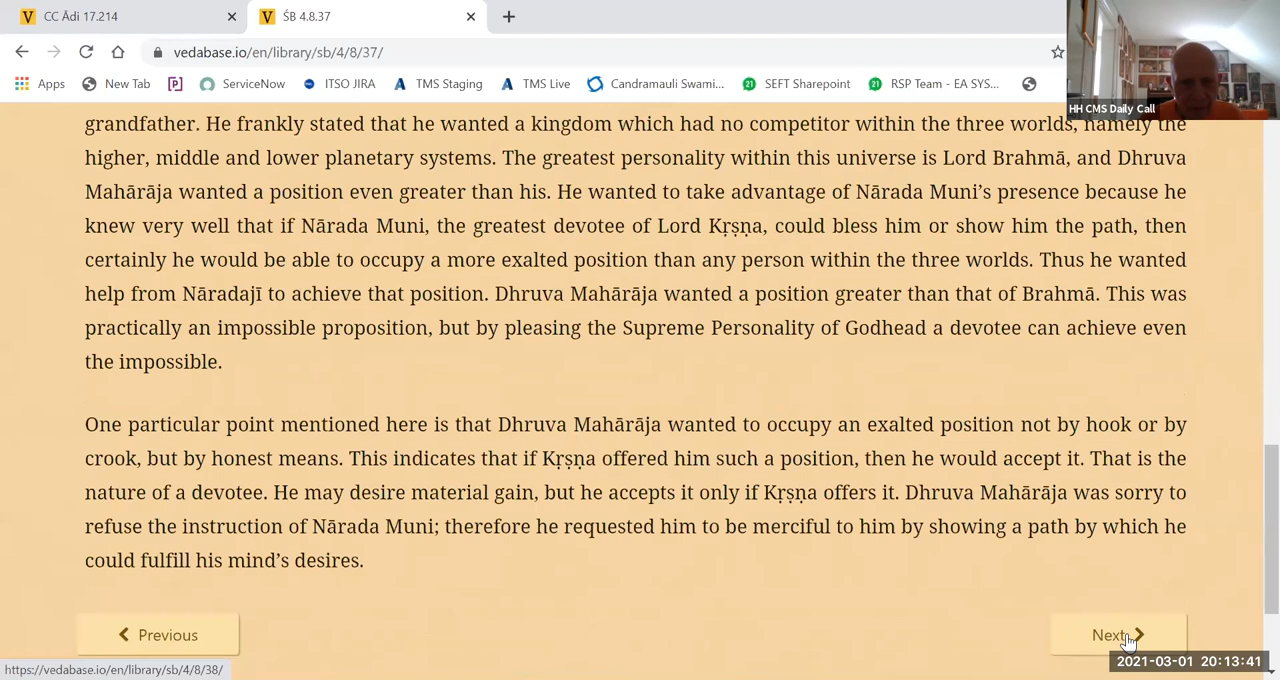 CC Ādi 17.214
ŚB 4.8.37
vedabase.io/en/library/sb/4/8/37/
Apps New Tab ServiceNow ITSO JIRA TMS Staging TMS Live Candramauli Swami... SEFT Sharepoint RSP Team - EA SYS...
HH CMS Daily Call
grandfather. He frankly stated that he wanted a kingdom which had no competitor within the three worlds, namely the
higher, middle and lower planetary systems. The greatest personality within this universe is Lord Brahmā, and Dhruva
Mahārāja wanted a position even greater than his. He wanted to take advantage of Nārada Muni’s presence because he
knew very well that if Nārada Muni, the greatest devotee of Lord Kṛṣṇa, could bless him or show him the path, then
certainly he would be able to occupy a more exalted position than any person within the three worlds. Thus he wanted
help from Nāradajī to achieve that position. Dhruva Mahārāja wanted a position greater than that of Brahmā. This was
practically an impossible proposition, but by pleasing the Supreme Personality of Godhead a devotee can achieve even
the impossible.
One particular point mentioned here is that Dhruva Mahārāja wanted to occupy an exalted position not by hook or by
crook, but by honest means. This indicates that if Kṛṣṇa offered him such a position, then he would accept it. That is the
nature of a devotee. He may desire material gain, but he accepts it only if Kṛṣṇa offers it. Dhruva Mahārāja was sorry to
refuse the instruction of Nārada Muni; therefore he requested him to be merciful to him by showing a path by which he
could fulfill his mind’s desires.
Previous
Next
https://vedabase.io/en/library/sb/4/8/38/
2021-03-01 20:13:41